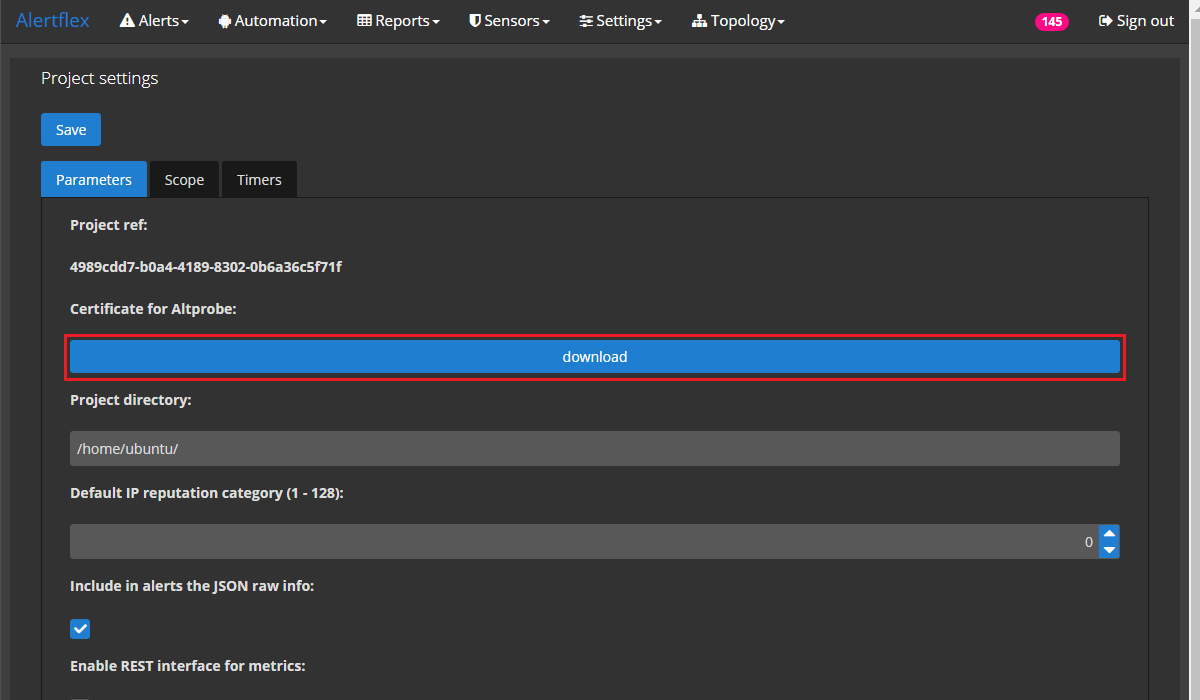 Alertflex Alerts Automation Reports Sensors Settings Topology 145 Sign out
Project settings
Save
Parameters Scope Timers
Project ref:
4989cdd7-b0a4-4189-8302-0b6a36c5f71f
Certificate for Altprobe:
download
Project directory:
/home/ubuntu/
Default IP reputation category (1 - 128):
0
Include in alerts the JSON raw info:
Enable REST interface for metrics: